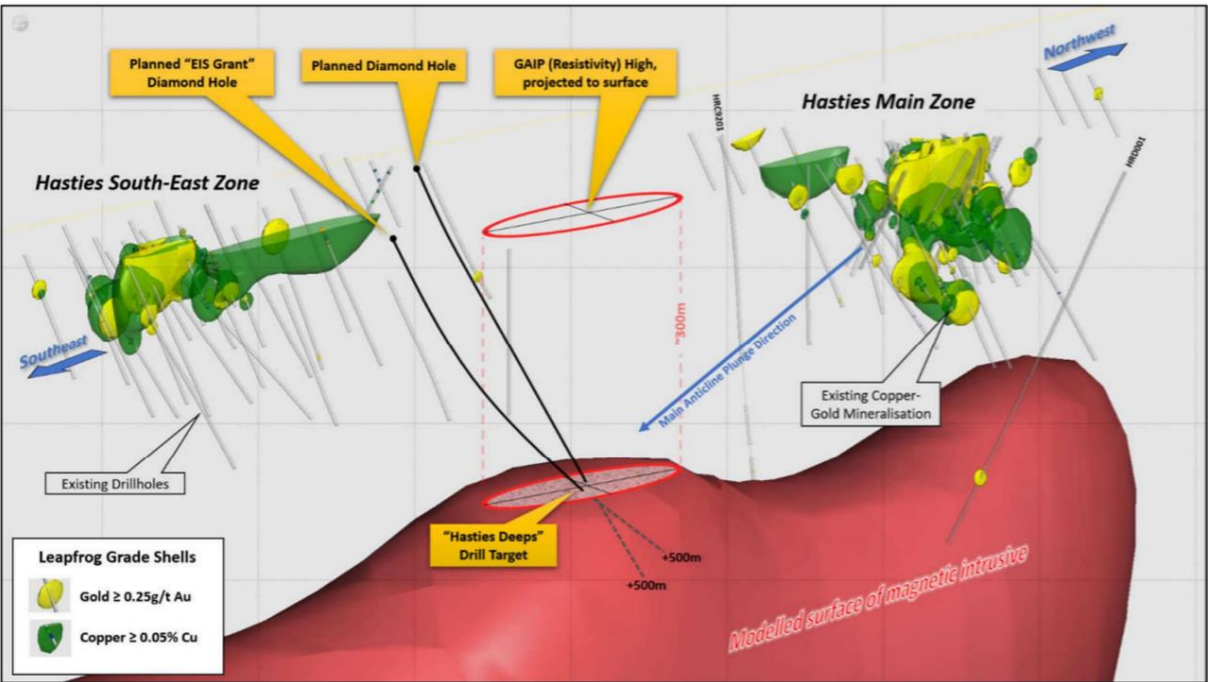 Planned "EIS Grant"
Diamond Hole
Planned Diamond Hole
GAIP (Resistivity) High,
projected to surface
Northwest
HRC9201
Hasties Main Zone
HRD001
Hasties South-East Zone
Southeast
~300m
Main Anticline Plunge Direction
Existing Copper-
Gold Mineralisation
Existing Drillholes
"Hasties Deeps"
Drill Target
+500m
+500m
Modelled surface of magnetic intrusive
Leapfrog Grade Shells
Gold ≥ 0.25g/t Au
Copper ≥ 0.05% Cu